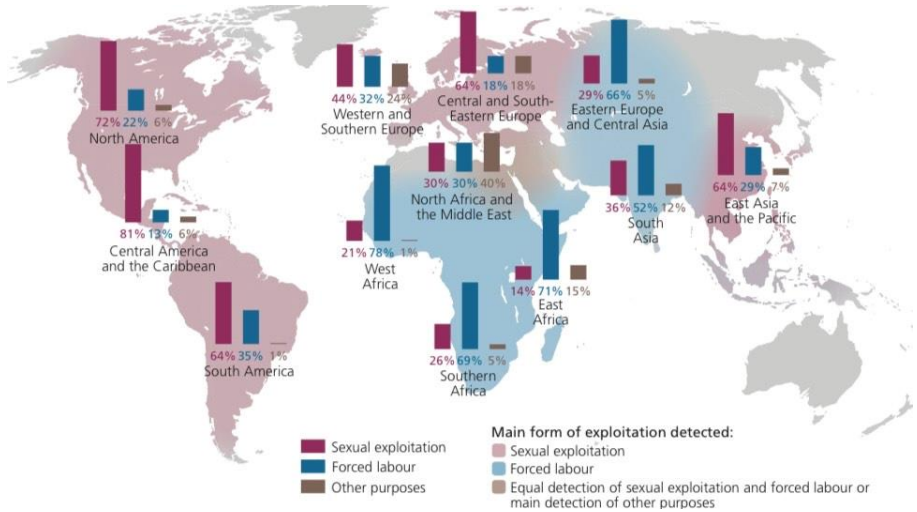 44% 32% 24%
Western and
Southern Europe
64% 18% 18%
Central and South-
Eastern Europe
29% 66% 5%
Eastern Europe
and Central Asia
72% 22% 6%
North America
81% 13% 6%
Central America
and the Caribbean
30% 30% 40%
North Africa and
the Middle East
36% 52% 12%
South
Asia
64% 29% 7%
East Asia
and the Pacific
21% 78% 1%
West
Africa
14% 71% 15%
East
Africa
64% 35% 1%
South America
26% 69% 5%
Southern
Africa
Sexual exploitation
Forced labour
Other purposes
Main form of exploitation detected:
Sexual exploitation
Forced labour
Equal detection of sexual exploitation and forced labour or
main detection of other purposes